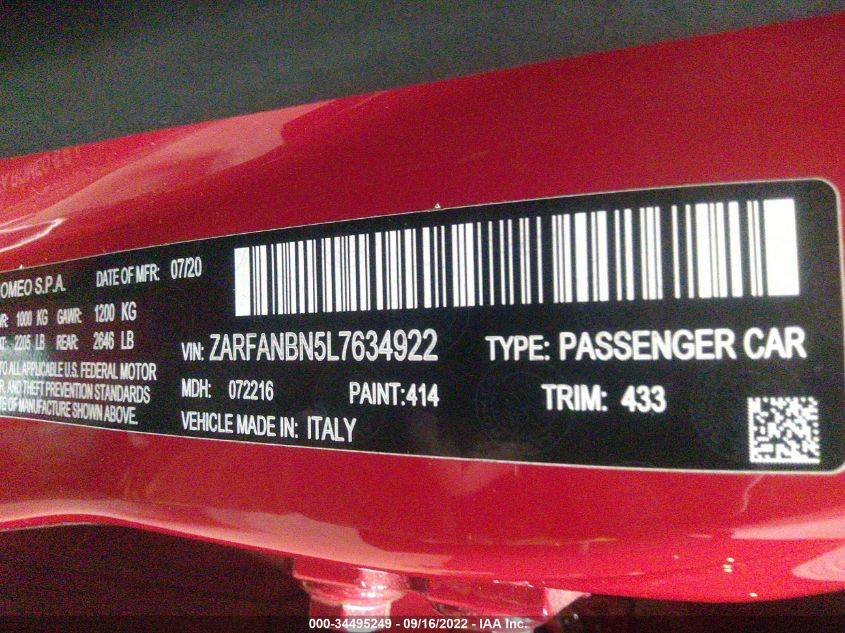 OMEO S.P.A. DATE OF MFR: 07/20
1000 KG GAWR: 1200 KG
2205 LB REAR: 2646 LB
VIN: ZARFANBN5L7634922 TYPE: PASSENGER CAR
TO ALL APPLICABLE U.S. FEDERAL MOTOR
AND THEFT PREVENTION STANDARDS
OF MANUFACTURE SHOWN ABOVE.
MDH: 072216 PAINT:414 TRIM: 433
VEHICLE MADE IN: ITALY
000-34495249 - 09/16/2022 - IAA Inc.